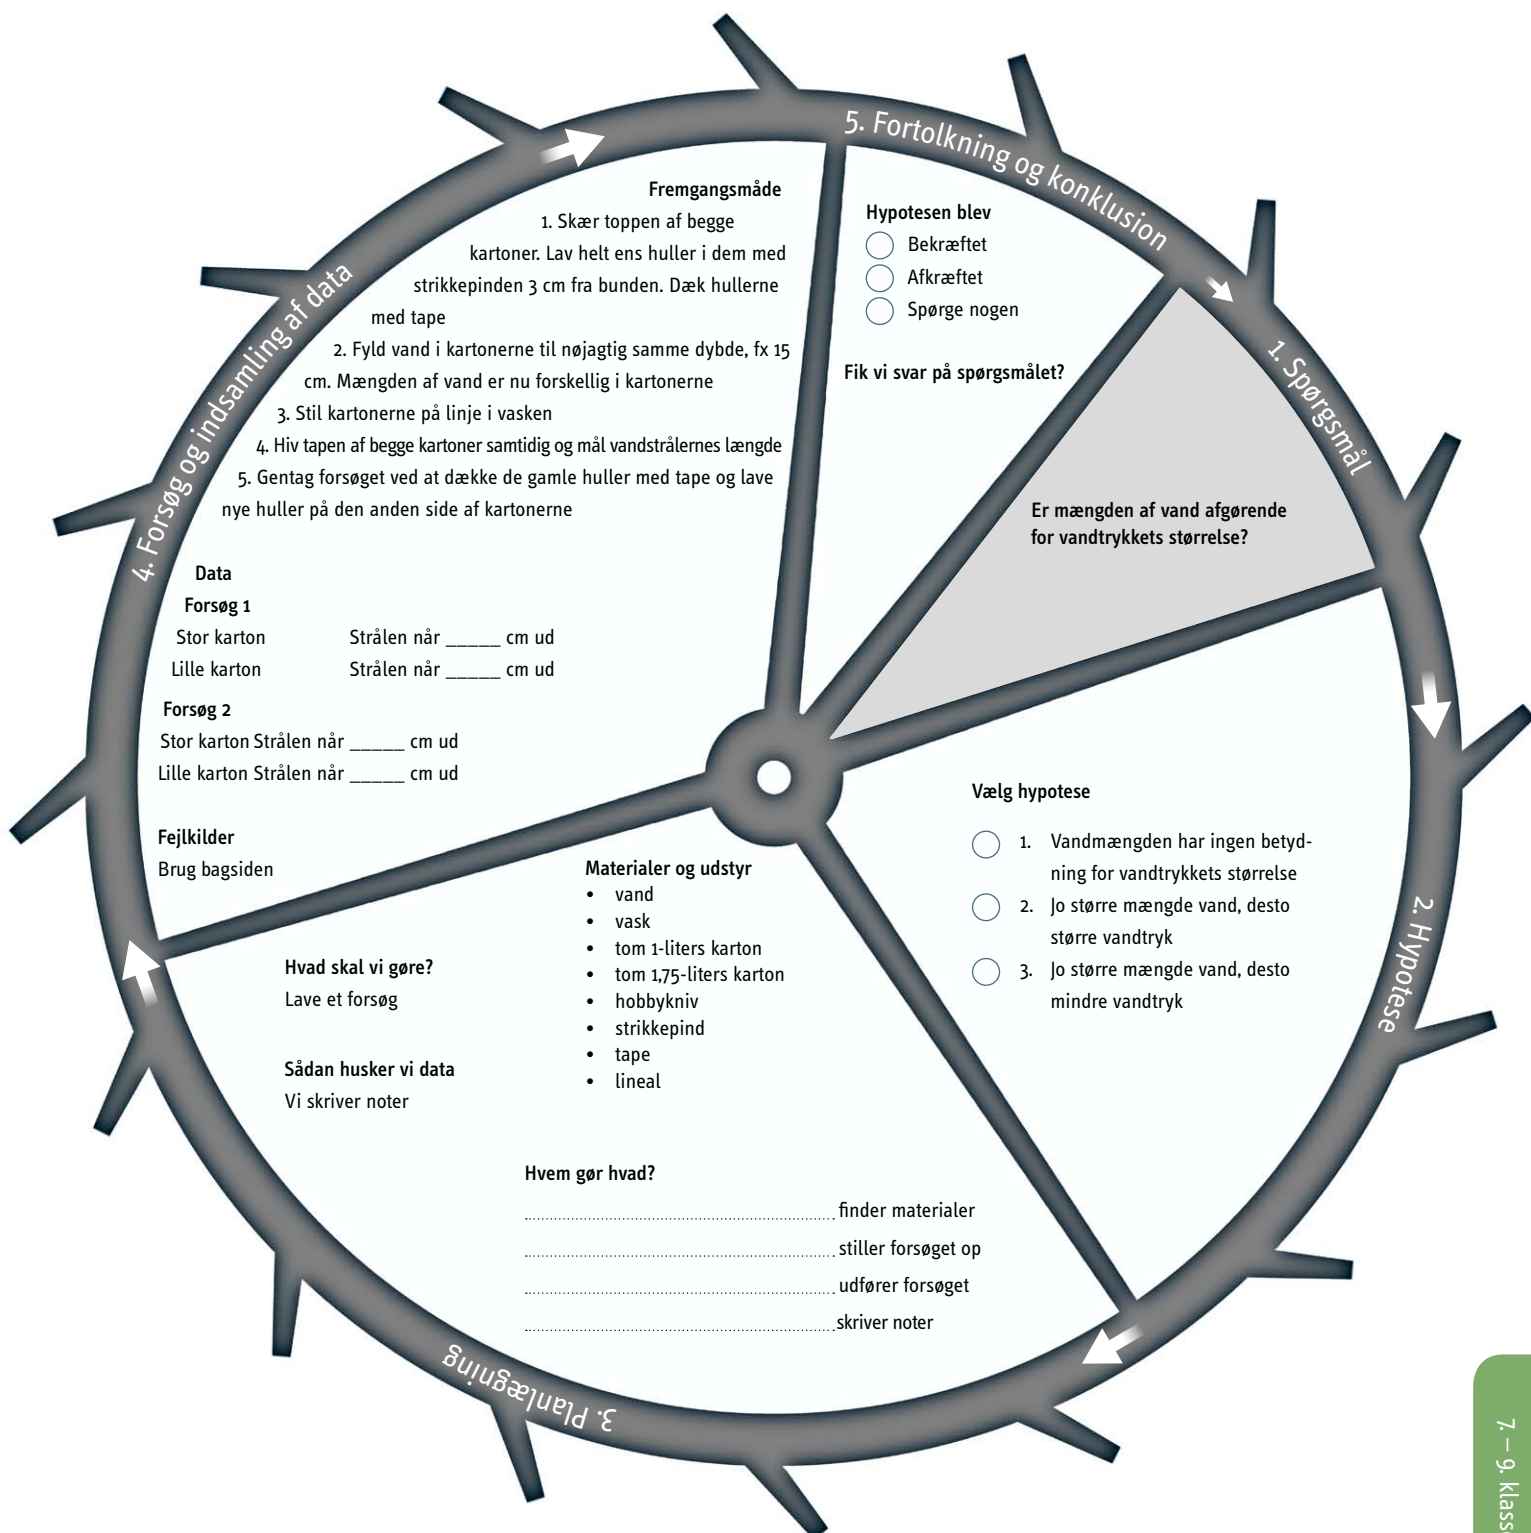 5. Fortolkning og konklusion
Hypotesen blev
Bekræftet
Afkræftet
Spørge nogen
Fik vi svar på spørgsmålet?
1. Spørgsmål
Er mængden af vand afgørende
for vandtrykkets størrelse?
2. Hypotese
Vælg hypotese
1. Vandmængden har ingen betyd-
ning for vandtrykkets størrelse
2. Jo større mængde vand, desto
større vandtryk
3. Jo større mængde vand, desto
mindre vandtryk
3. Planlægning
Hvad skal vi gøre?
Lave et forsøg
Sådan husker vi data
Vi skriver noter
Materialer og udstyr
• vand
• vask
• tom 1-liters karton
• tom 1,75-liters karton
• hobbykniv
• strikkepind
• tape
• lineal
Hvem gør hvad?
finder materialer
stiller forsøget op
udfører forsøget
skriver noter
4. Forsøg og indsamling af data
Fremgangsmåde
1. Skær toppen af begge
kartoner. Lav helt ens huller i dem med
strikkepinden 3 cm fra bunden. Dæk hullerne
med tape
2. Fyld vand i kartonerne til nøjagtig samme dybde, fx 15
cm. Mængden af vand er nu forskellig i kartonerne
3. Stil kartonerne på linje i vasken
4. Hiv tapen af begge kartoner samtidig og mål vandstrålernes længde
5. Gentag forsøget ved at dække de gamle huller med tape og lave
nye huller på den anden side af kartonerne
Data
Forsøg 1
Stor karton Strålen når _____ cm ud
Lille karton Strålen når _____ cm ud
Forsøg 2
Stor karton Strålen når _____ cm ud
Lille karton Strålen når _____ cm ud
Fejlkilder
Brug bagsiden
7. – 9. klasse